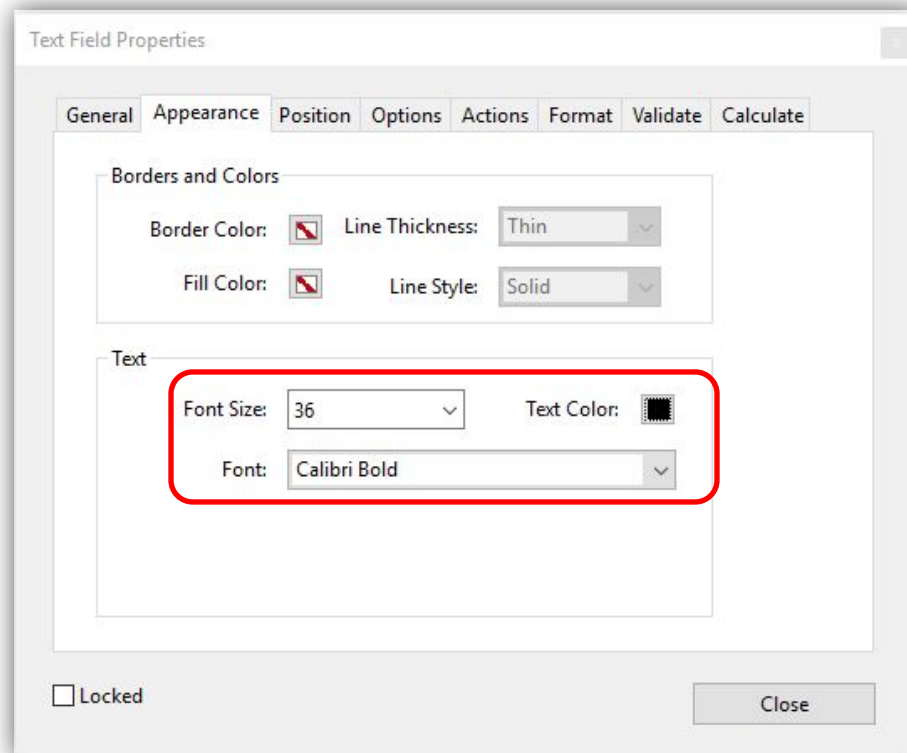 Text Field Properties
General Appearance Position Options Actions Format Validate Calculate
Borders and Colors
Border Color: Line Thickness: Thin
Fill Color: Line Style: Solid
Text
Font Size: 36 Text Color:
Font: Calibri Bold
Locked
Close